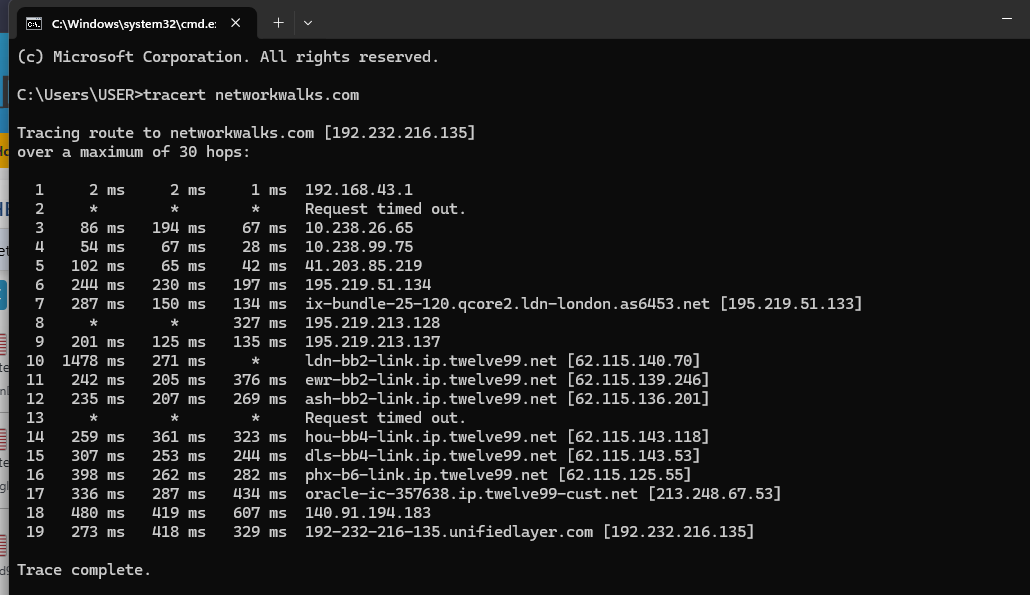 C:\Windows\system32\cmd.e:
(c) Microsoft Corporation. All rights reserved.
C:\Users\USER>tracert networkwalks.com
Tracing route to networkwalks.com [192.232.216.135]
over a maximum of 30 hops:
1 2 ms 2 ms 1 ms 192.168.43.1
2 * * * Request timed out.
3 86 ms 194 ms 67 ms 10.238.26.65
4 54 ms 67 ms 28 ms 10.238.99.75
5 102 ms 65 ms 42 ms 41.203.85.219
6 244 ms 230 ms 197 ms 195.219.51.134
7 287 ms 150 ms 134 ms ix-bundle-25-120.qcore2.ldn-london.as6453.net [195.219.51.133]
8 * * 327 ms 195.219.213.128
9 201 ms 125 ms 135 ms 195.219.213.137
10 1478 ms 271 ms * ldn-bb2-link.ip.twelve99.net [62.115.140.70]
11 242 ms 205 ms 376 ms ewr-bb2-link.ip.twelve99.net [62.115.139.246]
12 235 ms 207 ms 269 ms ash-bb2-link.ip.twelve99.net [62.115.136.201]
13 * * * Request timed out.
14 259 ms 361 ms 323 ms hou-bb4-link.ip.twelve99.net [62.115.143.118]
15 307 ms 253 ms 244 ms dls-bb4-link.ip.twelve99.net [62.115.143.53]
16 398 ms 262 ms 282 ms phx-b6-link.ip.twelve99.net [62.115.125.55]
17 336 ms 287 ms 434 ms oracle-ic-357638.ip.twelve99-cust.net [213.248.67.53]
18 480 ms 419 ms 607 ms 140.91.194.183
19 273 ms 418 ms 329 ms 192-232-216-135.unifiedlayer.com [192.232.216.135]
Trace complete.